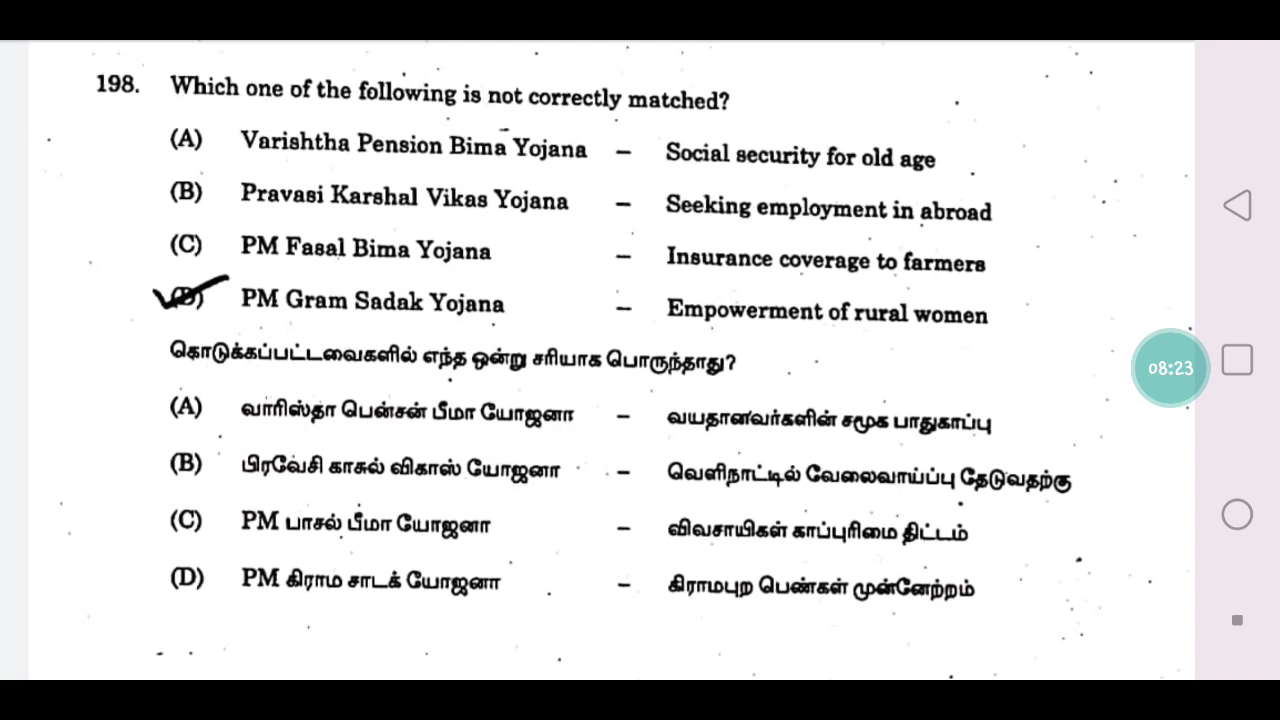 198. Which one of the following is not correctly matched?
(A) Varishtha Pension Bima Yojana – Social security for old age
(B) Pravasi Karshal Vikas Yojana – Seeking employment in abroad
(C) PM Fasal Bima Yojana – Insurance coverage to farmers
(D) PM Gram Sadak Yojana – Empowerment of rural women
கொடுக்கப்பட்டவைகளில் எந்த ஒன்று சரியாக பொருந்தாது?
(A) வாரிஸ்தா பென்சன் பீமா யோஜனா – வயதானவர்களின் சமூக பாதுகாப்பு
(B) பிரவேசி காசுல் விகாஸ் யோஜனா – வெளிநாட்டில் வேலைவாய்ப்பு தேடுவதற்கு
(C) PM பாசல் பீமா யோஜனா – விவசாயிகள் காப்புரிமை திட்டம்
(D) PM கிராம சாடக் யோஜனா – கிராமபுற பெண்கள் முன்னேற்றம்
08:23